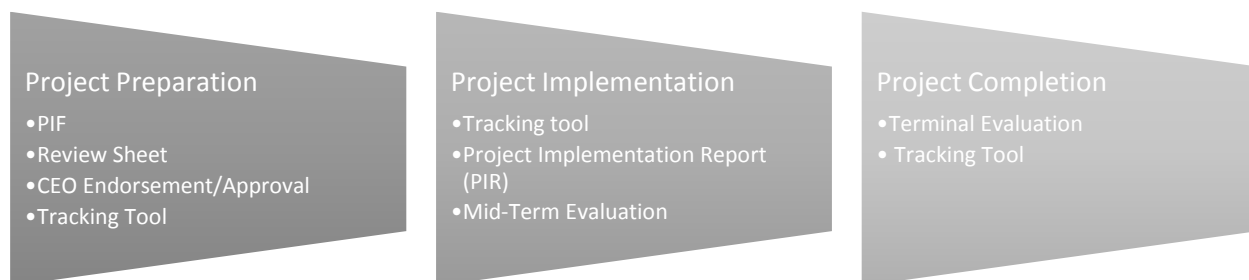 Project Preparation
•PIF
•Review Sheet
•CEO Endorsement/Approval
•Tracking Tool
Project Implementation
•Tracking tool
•Project Implementation Report
(PIR)
•Mid-Term Evaluation
Project Completion
•Terminal Evaluation
• Tracking Tool